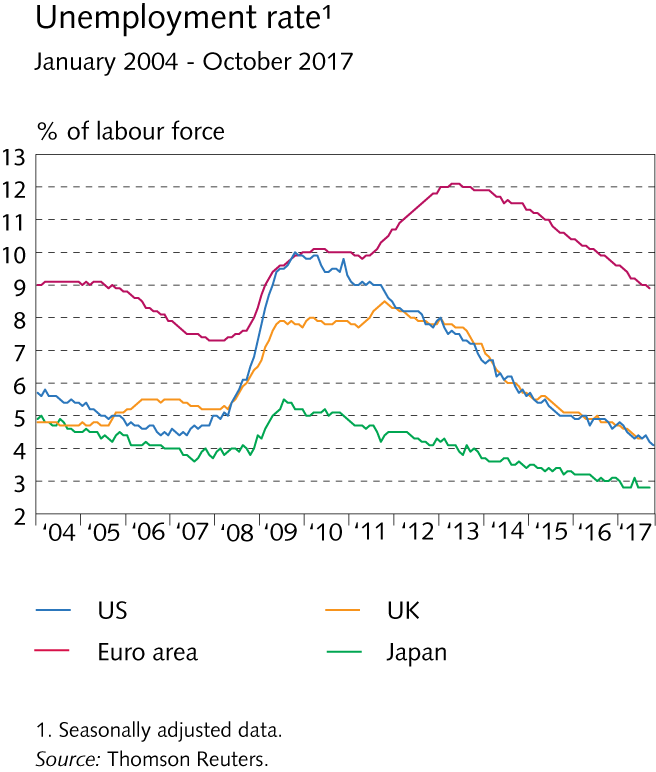 Unemployment rate¹
January 2004 - October 2017
% of labour force
13
12
11
10
9
8
7
6
5
4
3
2
'04 '05 '06 '07 '08 '09 '10 '11 '12 '13 '14 '15 '16 '17
US UK
Euro area Japan
1. Seasonally adjusted data.
Source: Thomson Reuters.